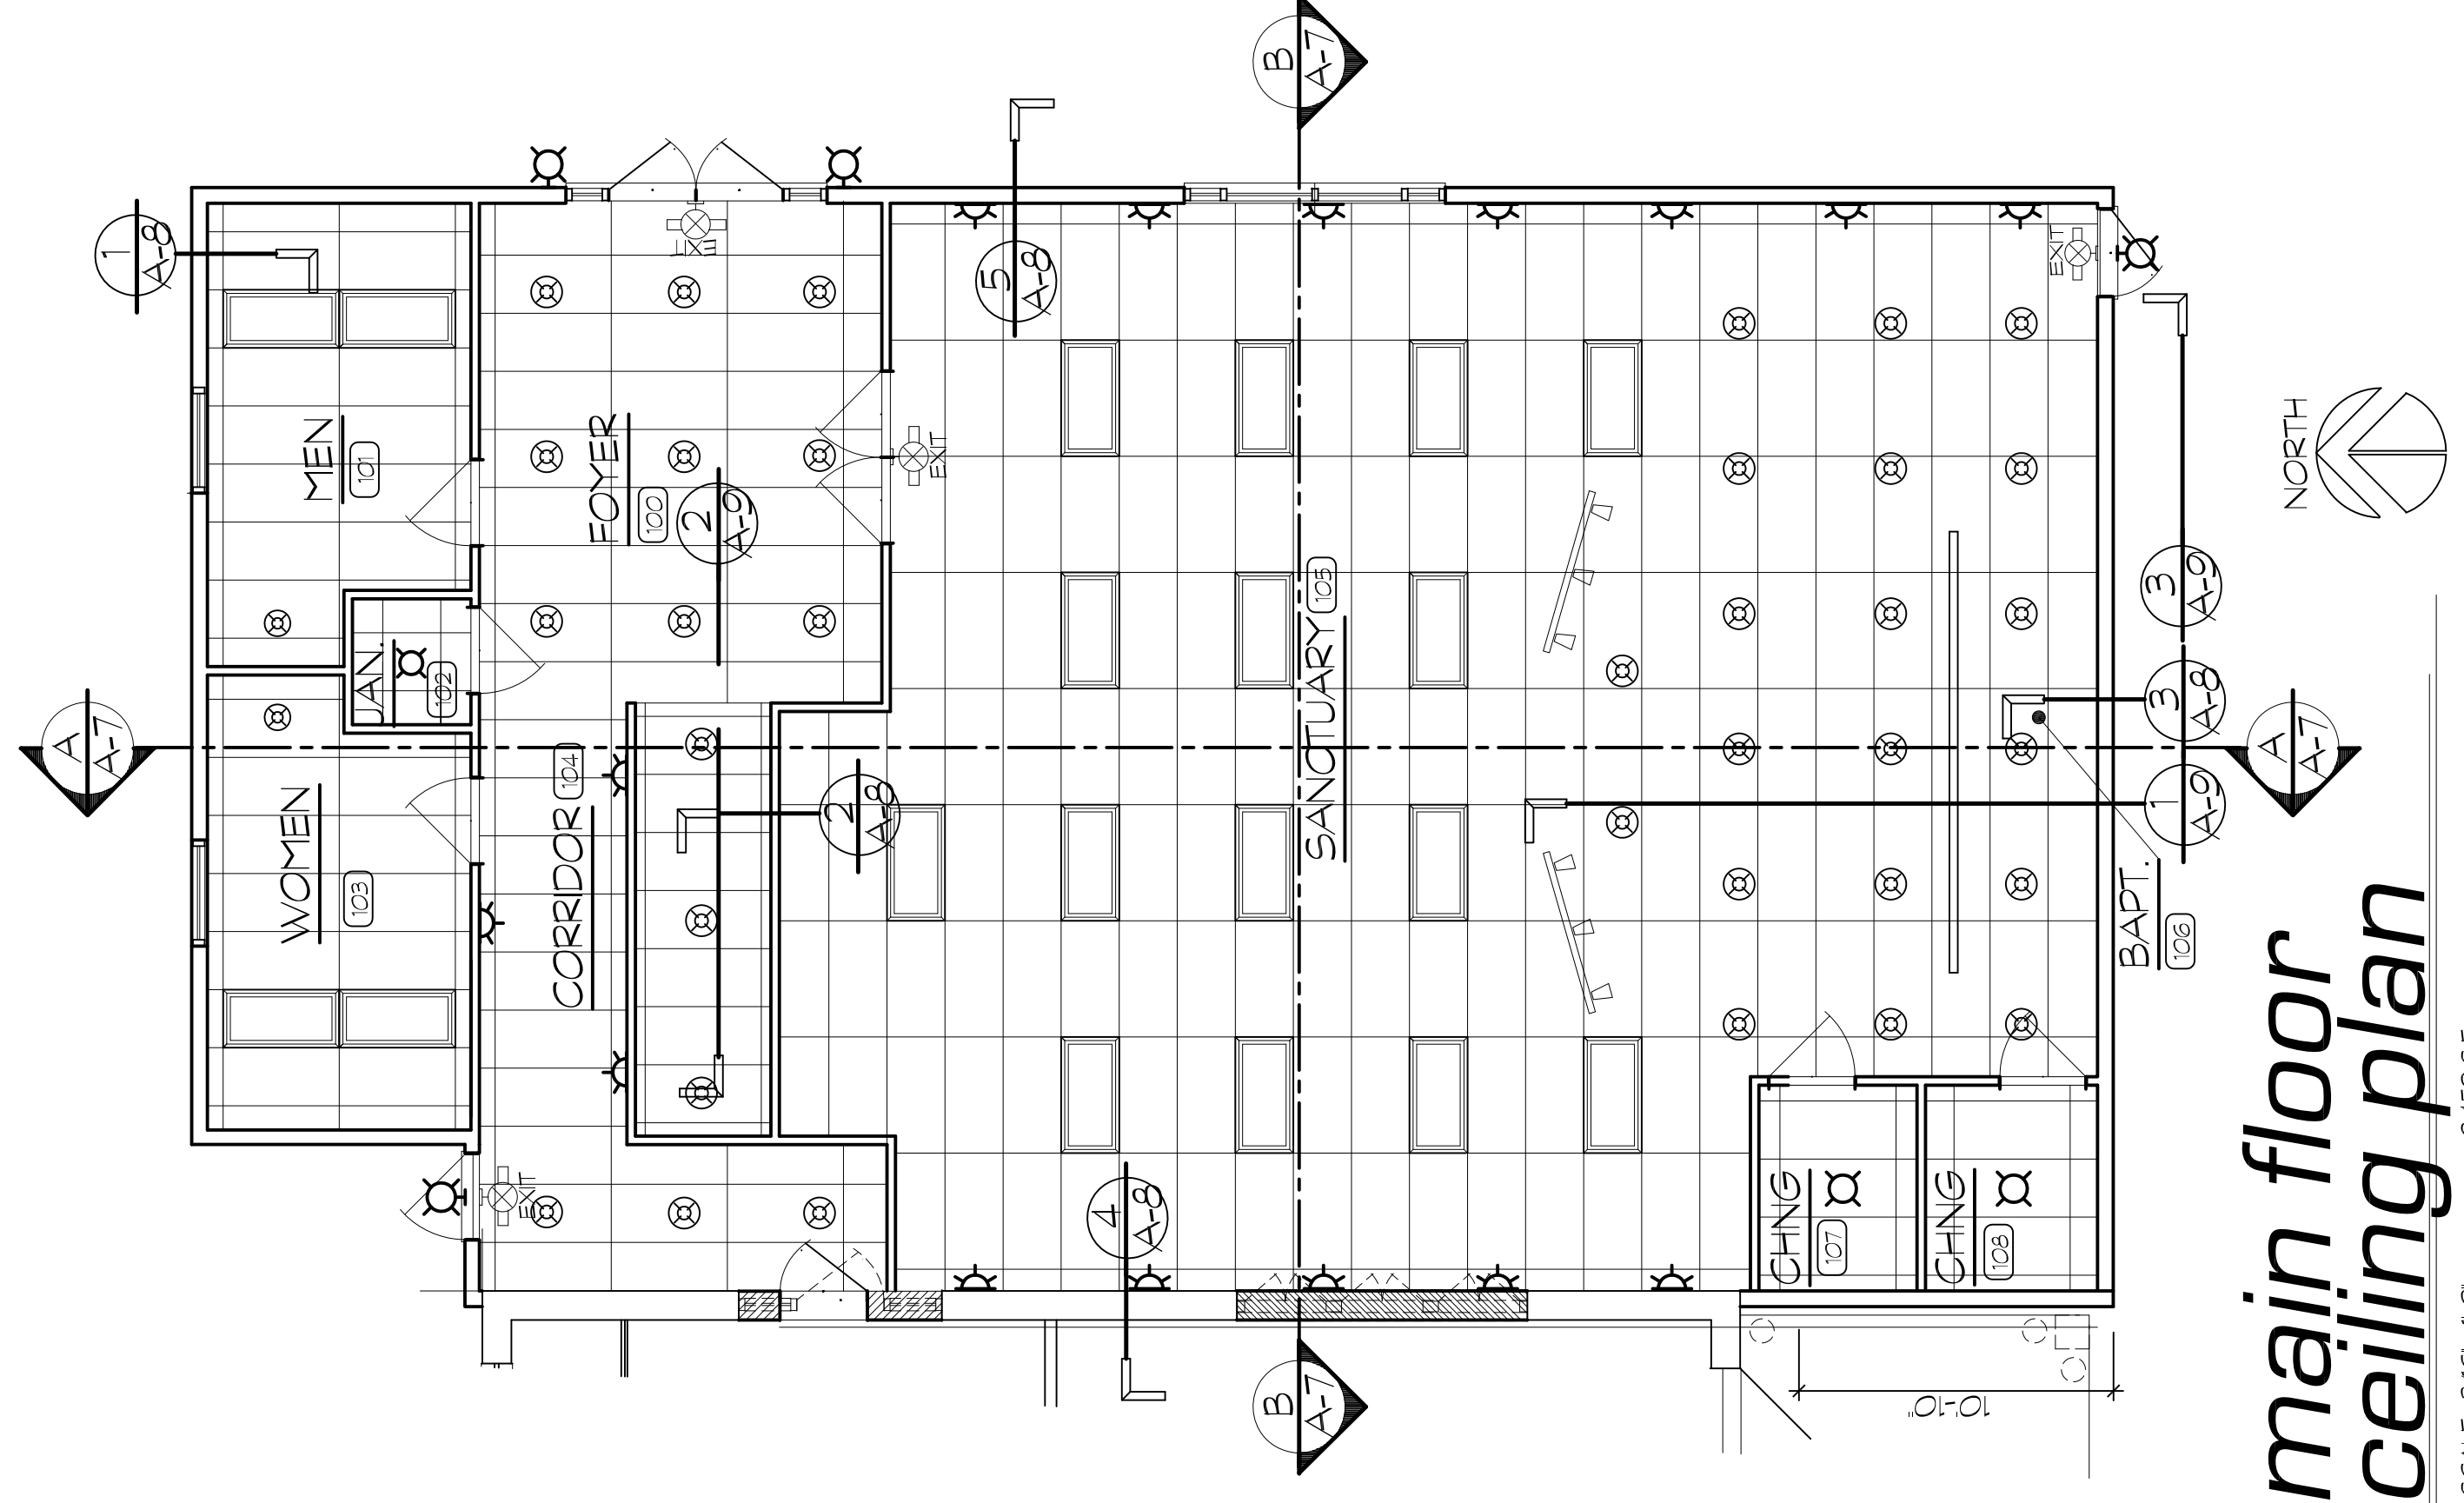 1
A-8
MEN
101
JAN.
102
WOMEN
103
A
A-7
FOYER
100
2
A-9
CORRIDOR
104
2
A-8
EXIT
EXIT
EXIT
EXIT
5
A-8
B
A-7
SANCTUARY
105
4
A-8
B
A-7
CHNG
107
CHNG
108
BAPT.
106
3
A-9
3
A-8
1
A-9
A
A-7
NORTH
10'-10"
main floor
ceiling plan